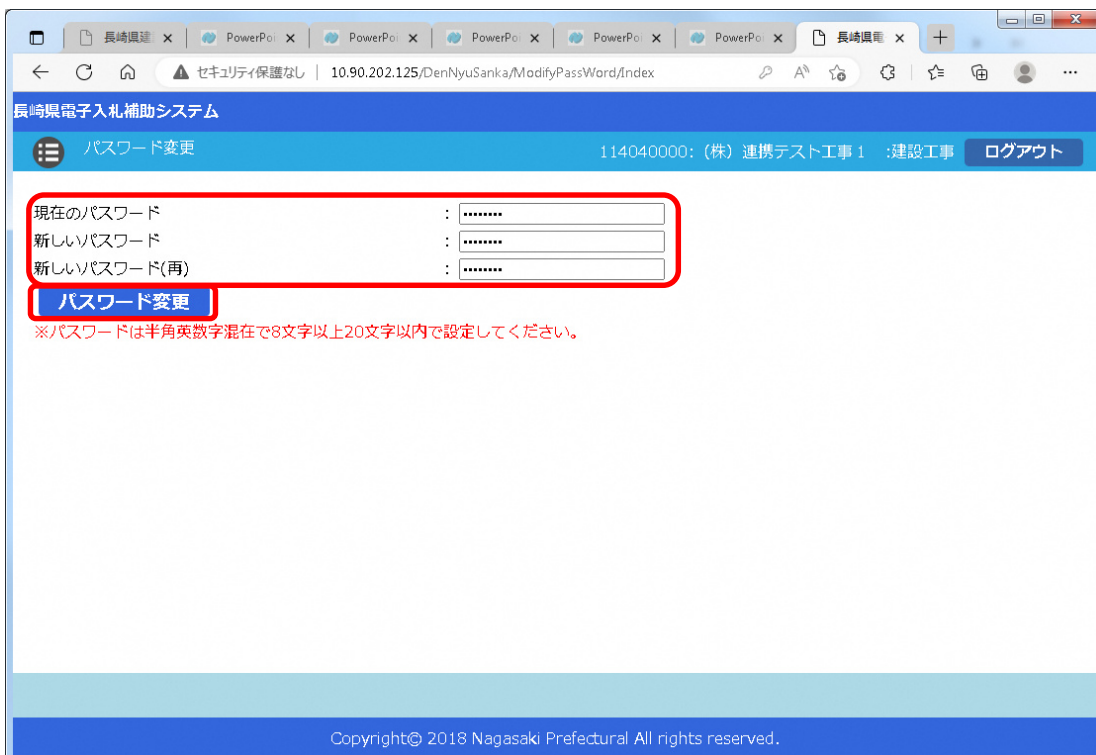 長崎県建 PowerPoi PowerPoi PowerPoi PowerPoi PowerPoi 長崎県電
セキュリティ保護なし | 10.90.202.125/DenNyuSanka/ModifyPassWord/Index
長崎県電子入札補助システム
パスワード変更 114040000:(株)連携テスト工事1 :建設工事 ログアウト
現在のパスワード : ••••••••
新しいパスワード : ••••••••
新しいパスワード(再) : ••••••••
パスワード変更
※パスワードは半角英数字混在で8文字以上20文字以内で設定してください。
Copyright© 2018 Nagasaki Prefectural All rights reserved.